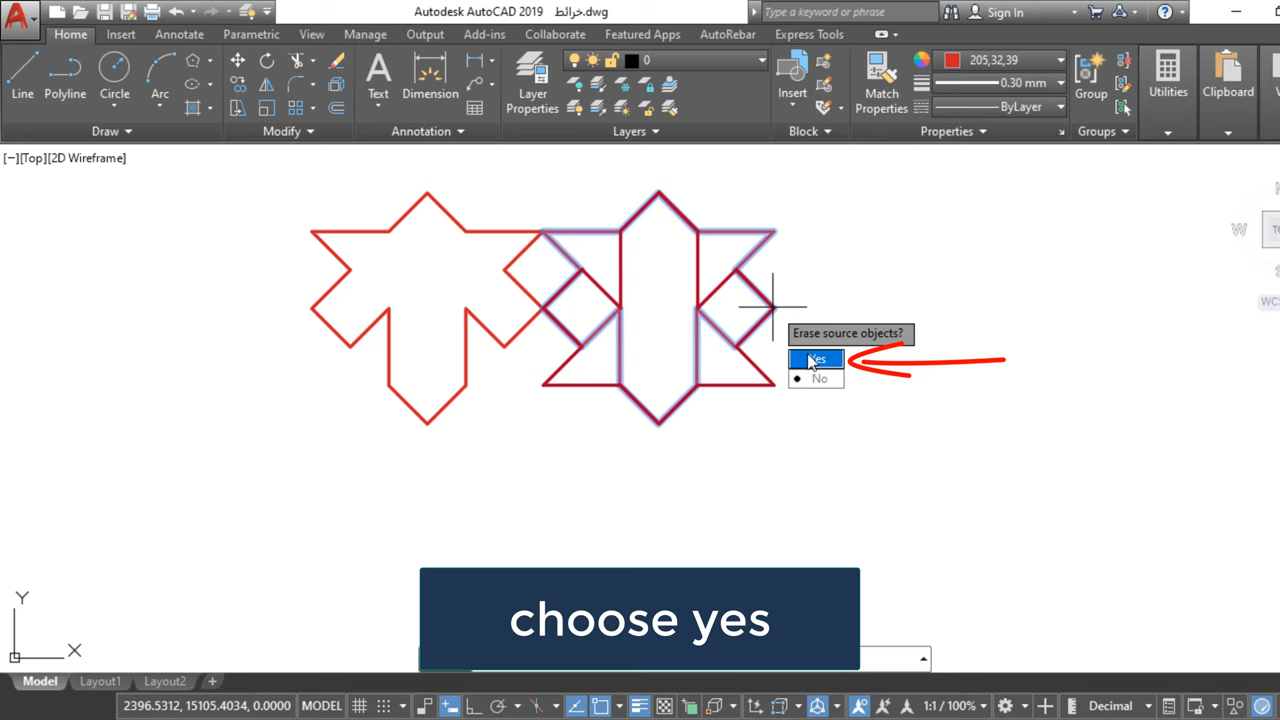 Autodesk AutoCAD 2019 خرائط.dwg
Type a keyword or phrase
Sign In
Home Insert Annotate Parametric View Manage Output Add-ins Collaborate Featured Apps AutoRebar Express Tools
Line Polyline Circle Arc
Text Dimension
Layer Properties
0
Insert
Match Properties
205,32,39
0.30 mm
ByLayer
Group
Utilities
Clipboard
Draw Modify Annotation Layers Block Properties Groups
[−][Top][2D Wireframe]
W
WCS
Erase source objects?
Yes
No
choose yes
Y
X
Model Layout1 Layout2 +
2396.5312, 15105.4034, 0.0000 MODEL 1:1 / 100% Decimal